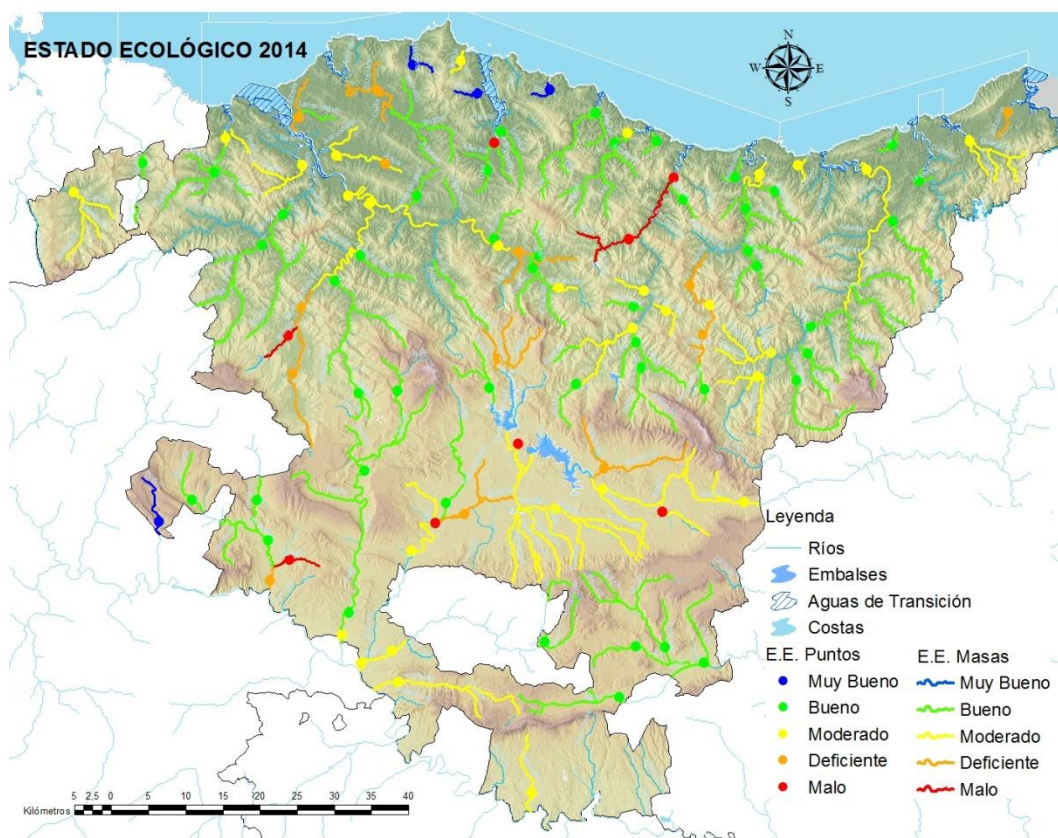 ESTADO ECOLÓGICO 2014
N
W E
S
Leyenda
Ríos
Embalses
Aguas de Transición
Costas
E.E. Puntos
Muy Bueno
Bueno
Moderado
Deficiente
Malo
E.E. Masas
Muy Bueno
Bueno
Moderado
Deficiente
Malo
5 2,5 0 5 10 20 25 30 35 40
Kilómetros